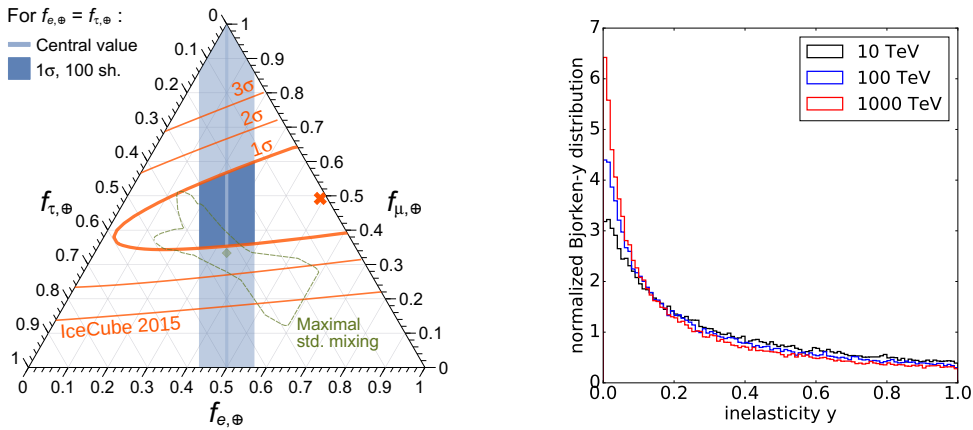 For fe,⊕ = fτ,⊕ :
Central value
1σ, 100 sh.
0
0.1
0.2
0.3
0.4
0.5
0.6
0.7
0.8
0.9
1
fτ,⊕
1
0.9
0.8
0.7
0.6
0.5
0.4
0.3
0.2
0.1
0
fμ,⊕
3σ
2σ
1σ
IceCube 2015
Maximal
std. mixing
0 0.1 0.2 0.3 0.4 0.5 0.6 0.7 0.8 0.9 1
fe,⊕
normalized Bjorken-y distribution
7
6
5
4
3
2
1
0
10 TeV
100 TeV
1000 TeV
0.0 0.2 0.4 0.6 0.8 1.0
inelasticity y